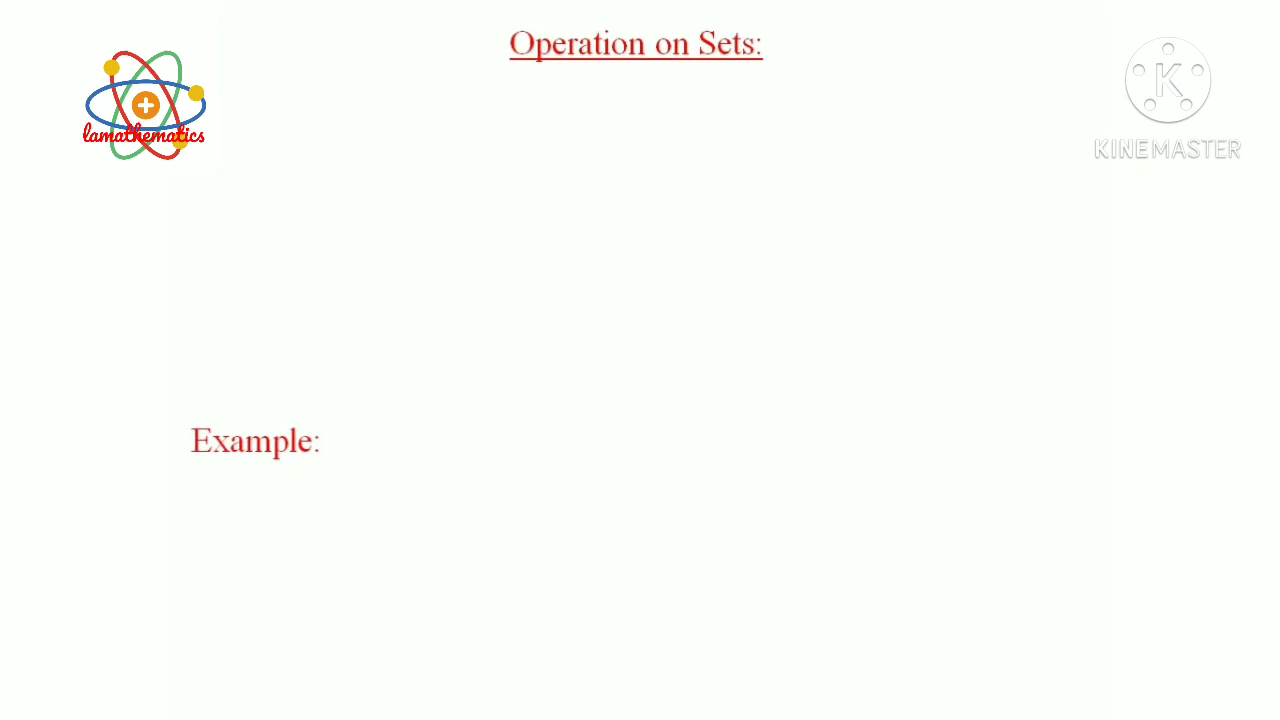 Operation on Sets:
lamathematics
K
KINEMASTER
Example: